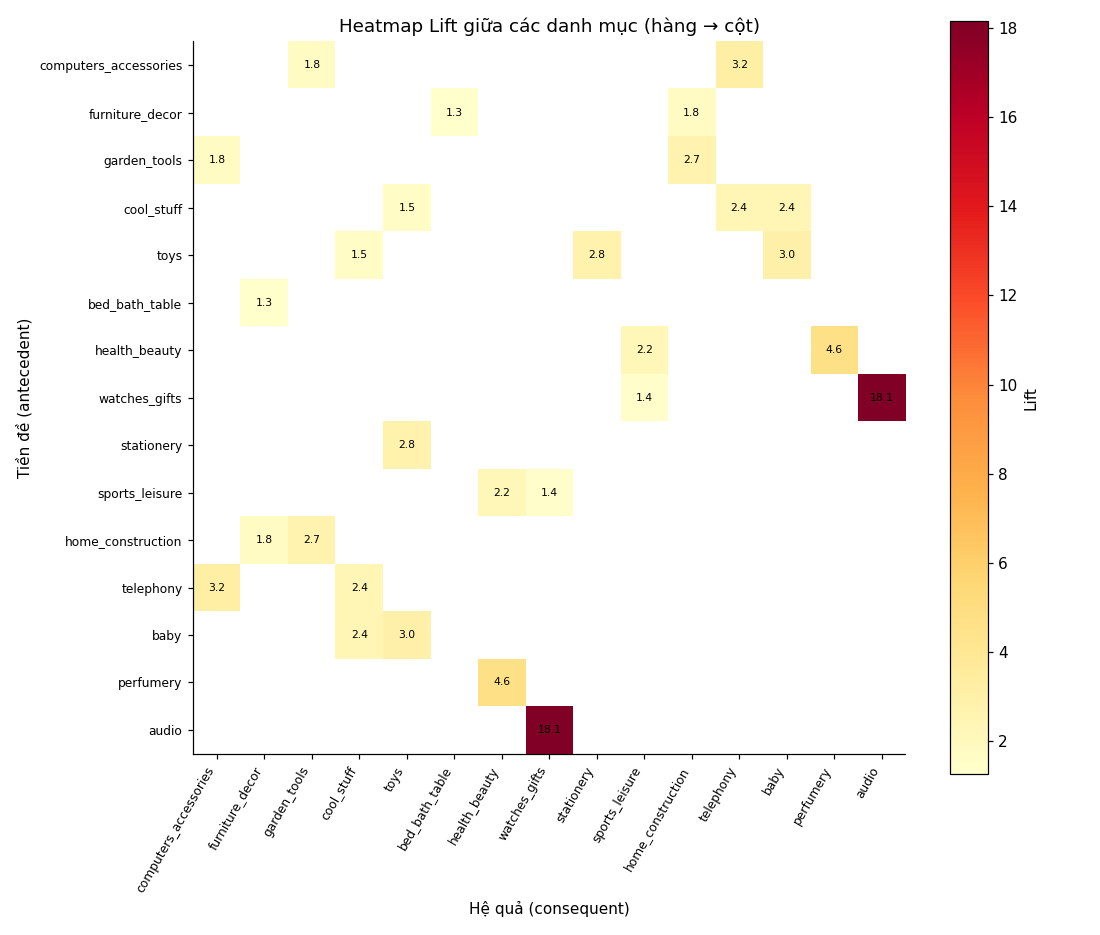 Heatmap Lift giữa các danh mục (hàng → cột)
computers_accessories 1.8 3.2
furniture_decor 1.3 1.8
garden_tools 1.8 2.7
cool_stuff 1.5 2.4 2.4
toys 1.5 2.8 3.0
bed_bath_table 1.3
health_beauty 2.2 4.6
watches_gifts 1.4 18.1
stationery 2.8
sports_leisure 2.2 1.4
home_construction 1.8 2.7
telephony 3.2 2.4
baby 2.4 3.0
perfumery 4.6
audio 18.1
Tiền đề (antecedent)
computers_accessories
furniture_decor
garden_tools
cool_stuff
toys
bed_bath_table
health_beauty
watches_gifts
stationery
sports_leisure
home_construction
telephony
baby
perfumery
audio
Hệ quả (consequent)
18
16
14
12
10
8
6
4
2
Lift